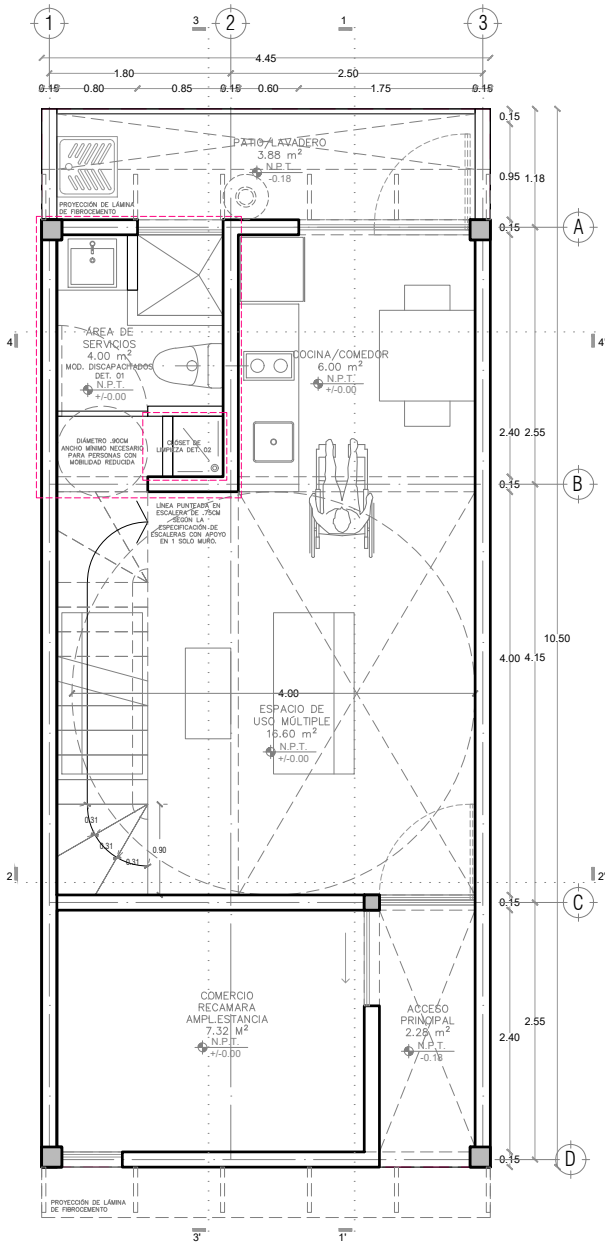 1
2
3
3
1
4.45
1.80
2.50
0.15
0.80
0.85
0.15
0.60
1.75
0.15
0.15
PATIO/LAVADERO
3.88 m²
N.P.T.
-0.18
0.95
1.18
PROYECCIÓN DE LÁMINA
DE FIBROCEMENTO
0.15
A
4
4'
ÁREA DE
SERVICIOS
4.00 m²
MOD. DISCAPACITADOS
DET. 01
N.P.T.
+/-0.00
COCINA/COMEDOR
6.00 m²
N.P.T.
+/-0.00
DIÁMETRO .90CM
ANCHO MÍNIMO NECESARIO
PARA PERSONAS CON
MOBILIDAD REDUCIDA
CLÓSET DE
LIMPIEZA DET. 02
2.40
2.55
0.15
B
LÍNEA PUNTEADA EN
ESCALERA DE .75CM
SEGÚN LA
ESPECIFICACIÓN DE
ESCALERAS CON APOYO
EN 1 SOLO MURO.
10.50
4.00
4.15
4.00
ESPACIO DE
USO MÚLTIPLE
16.60 m²
N.P.T.
+/-0.00
0.31
0.31
0.31
0.90
2
2'
0.15
C
COMERCIO
RECAMARA
AMPL.ESTANCIA
7.32 M²
N.P.T.
+/-0.00
ACCESO
PRINCIPAL
2.28 m²
N.P.T.
-0.18
2.40
2.55
0.15
D
PROYECCIÓN DE LÁMINA
DE FIBROCEMENTO
3'
1'